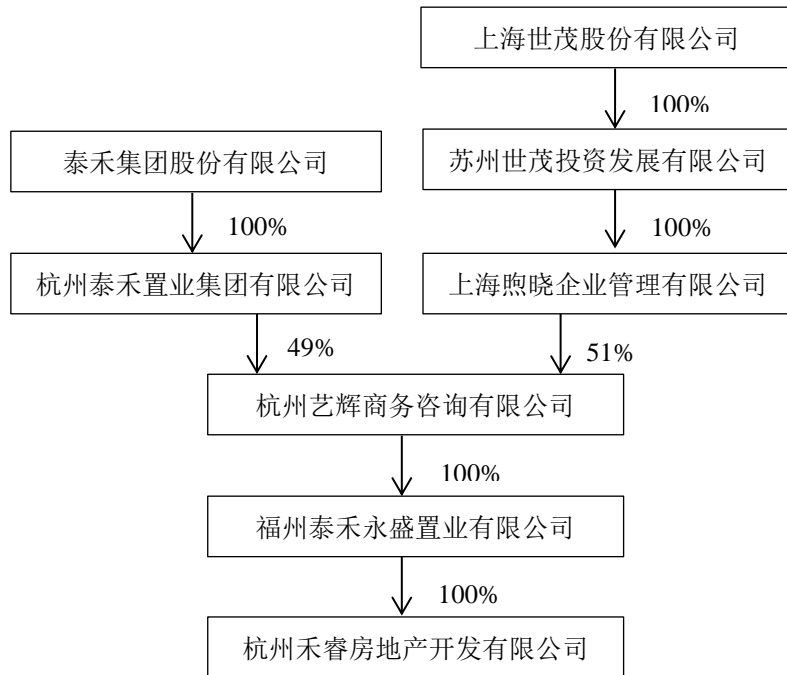 上海世茂股份有限公司
100%
泰禾集团股份有限公司
苏州世茂投资发展有限公司
100%
100%
杭州泰禾置业集团有限公司
上海煦晓企业管理有限公司
49%
51%
杭州艺辉商务咨询有限公司
100%
福州泰禾永盛置业有限公司
100%
杭州禾睿房地产开发有限公司